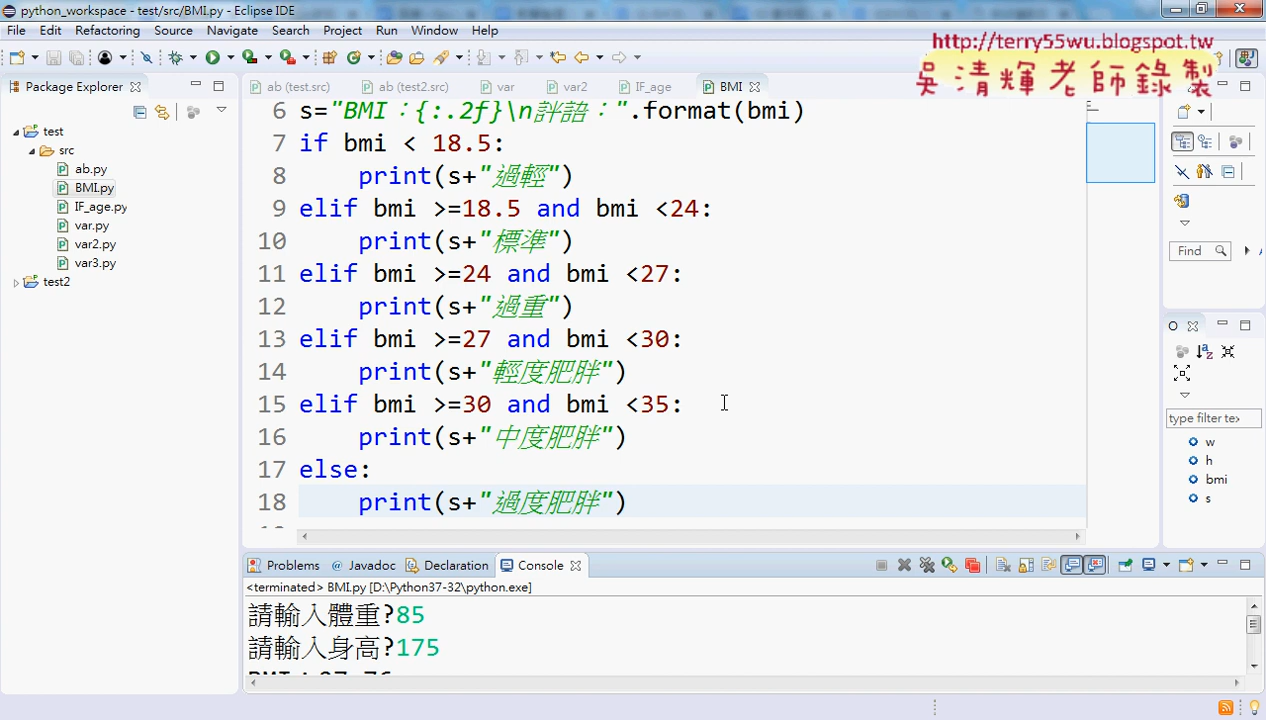 python_workspace - test/src/BMI.py - Eclipse IDE
File Edit Refactoring Source Navigate Search Project Run Window Help
http://terry55wu.blogspot.tw
吳清輝老師錄製
Package Explorer
ab (test.src)
ab (test2.src)
var
var2
IF_age
BMI
test
src
ab.py
BMI.py
IF_age.py
var.py
var2.py
var3.py
test2
6 s="BMI：{:.2f}\n評語：".format(bmi)
7 if bmi < 18.5:
8 print(s+"過輕")
9 elif bmi >=18.5 and bmi <24:
10 print(s+"標準")
11 elif bmi >=24 and bmi <27:
12 print(s+"過重")
13 elif bmi >=27 and bmi <30:
14 print(s+"輕度肥胖")
15 elif bmi >=30 and bmi <35:
16 print(s+"中度肥胖")
17 else:
18 print(s+"過度肥胖")
Find
type filter te
w
h
bmi
s
Problems @ Javadoc Declaration Console
<terminated> BMI.py [D:\Python37-32\python.exe]
請輸入體重?85
請輸入身高?175